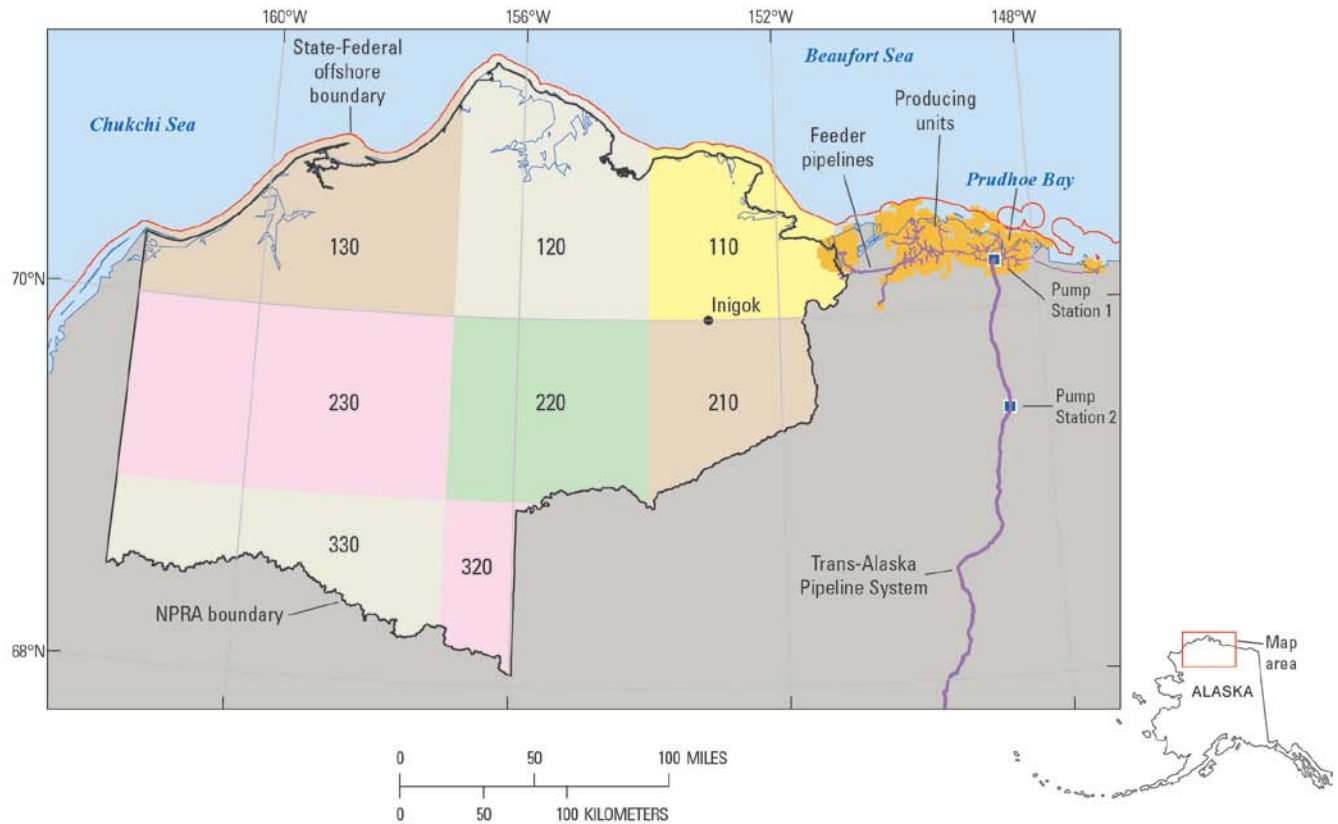 160°W
156°W
152°W
148°W
State-Federal
offshore
boundary
Beaufort Sea
Chukchi Sea
Producing
units
Feeder
pipelines
Prudhoe Bay
130
120
110
70°N
Inigok
Pump
Station 1
230
220
210
Pump
Station 2
330
320
Trans-Alaska
Pipeline System
NPRA boundary
68°N
Map
area
ALASKA
0
50
100 MILES
0
50
100 KILOMETERS